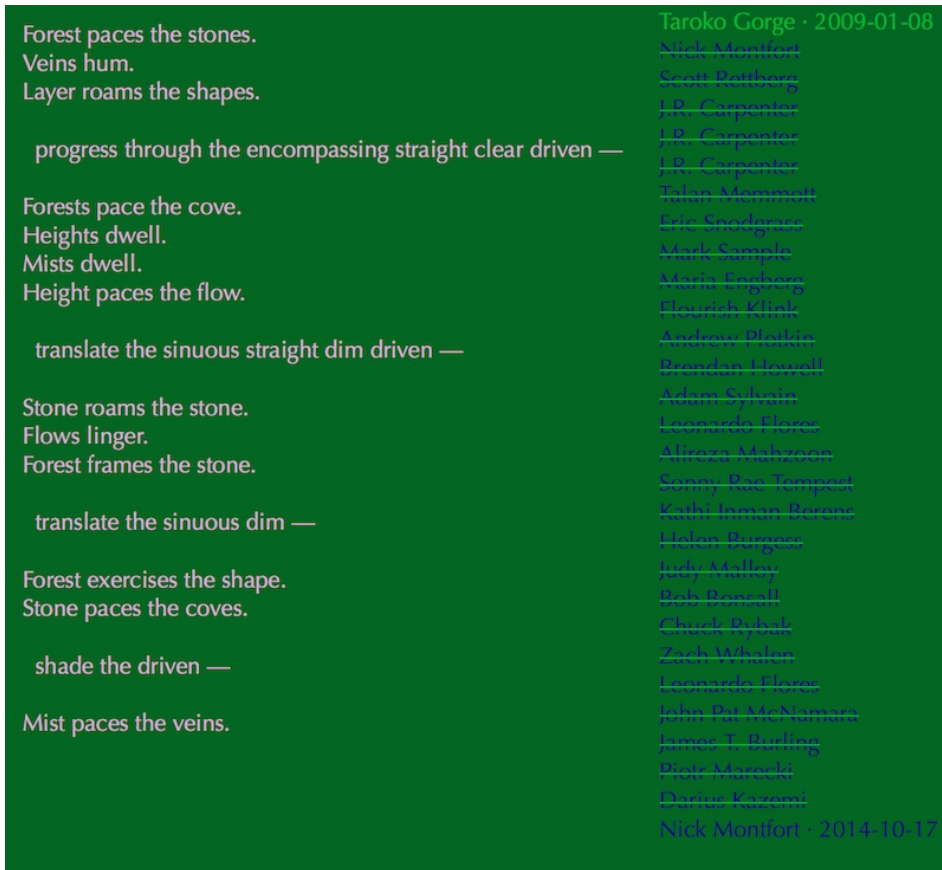 Forest paces the stones.
Veins hum.
Layer roams the shapes.
progress through the encompassing straight clear driven —
Forests pace the cove.
Heights dwell.
Mists dwell.
Height paces the flow.
translate the sinuous straight dim driven —
Stone roams the stone.
Flows linger.
Forest frames the stone.
translate the sinuous dim —
Forest exercises the shape.
Stone paces the coves.
shade the driven —
Mist paces the veins.
Taroko Gorge · 2009-01-08
Nick Montfort
Scott Rettberg
J.R. Carpenter
J.R. Carpenter
J.R. Carpenter
Talan Memmott
Eric Snodgrass
Mark Sample
Maria Engberg
Flourish Klink
Andrew Plotkin
Brendan Howell
Adam Sylvain
Leonardo Flores
Alireza Mahzoon
Sonny Rae Tempest
Kathi Inman Berens
Helen Burgess
Judy Malloy
Bob Bonsall
Chuck Rybak
Zach Whalen
Leonardo Flores
John Pat McNamara
James T. Burling
Piotr Marecki
Darius Kazemi
Nick Montfort · 2014-10-17